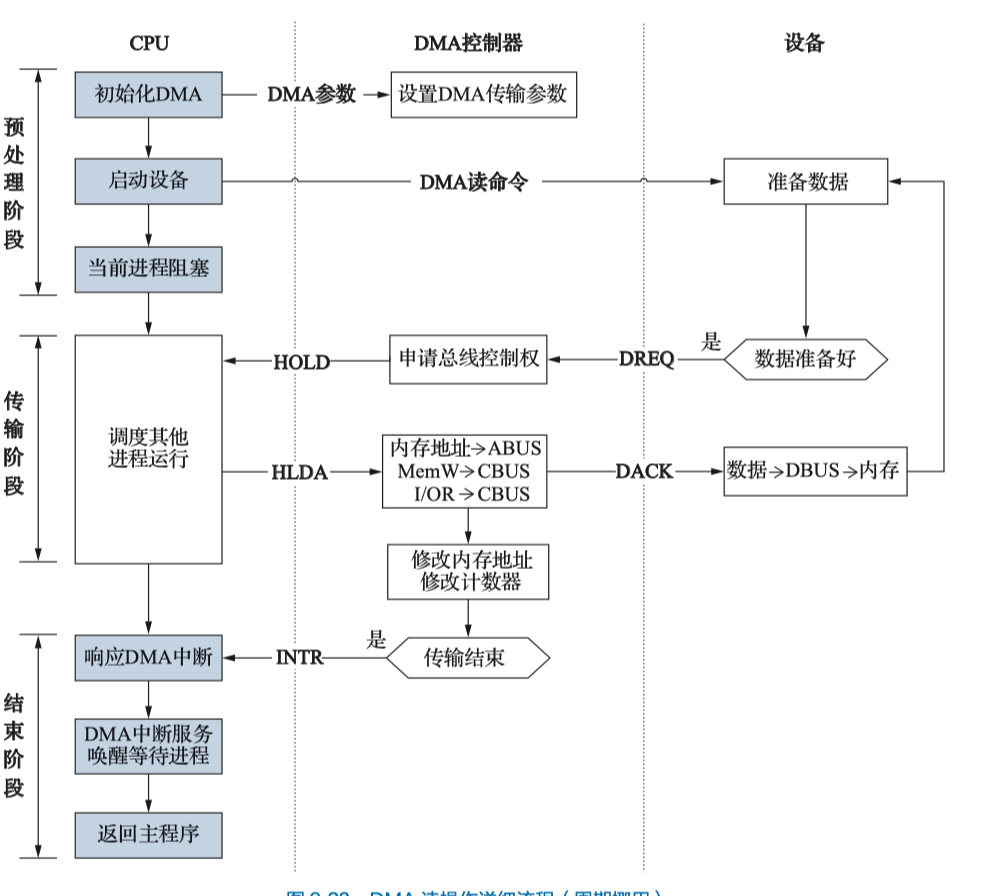 CPU
DMA控制器
设备
预处理阶段
初始化DMA
DMA参数
设置DMA传输参数
启动设备
DMA读命令
准备数据
当前进程阻塞
传输阶段
调度其他
进程运行
HOLD
申请总线控制权
DREQ
是
数据准备好
HLDA
内存地址→ABUS
MemW→CBUS
I/OR→CBUS
DACK
数据→DBUS→内存
修改内存地址
修改计数器
结束阶段
响应DMA中断
INTR
是
传输结束
DMA中断服务
唤醒等待进程
返回主程序